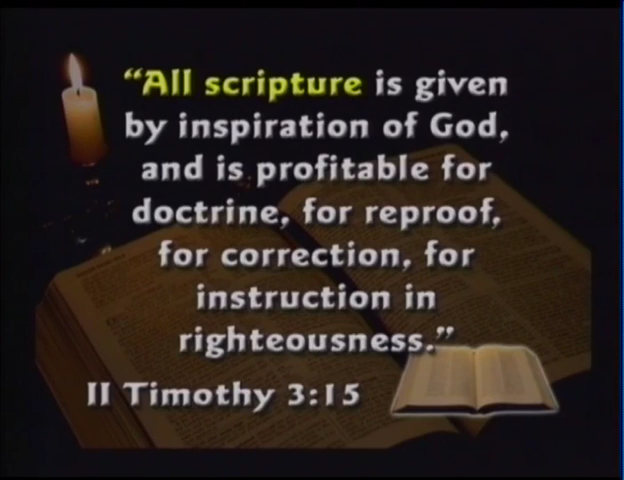 “All scripture is given
by inspiration of God,
and is profitable for
doctrine, for reproof,
for correction, for
instruction in
righteousness.”
II Timothy 3:15